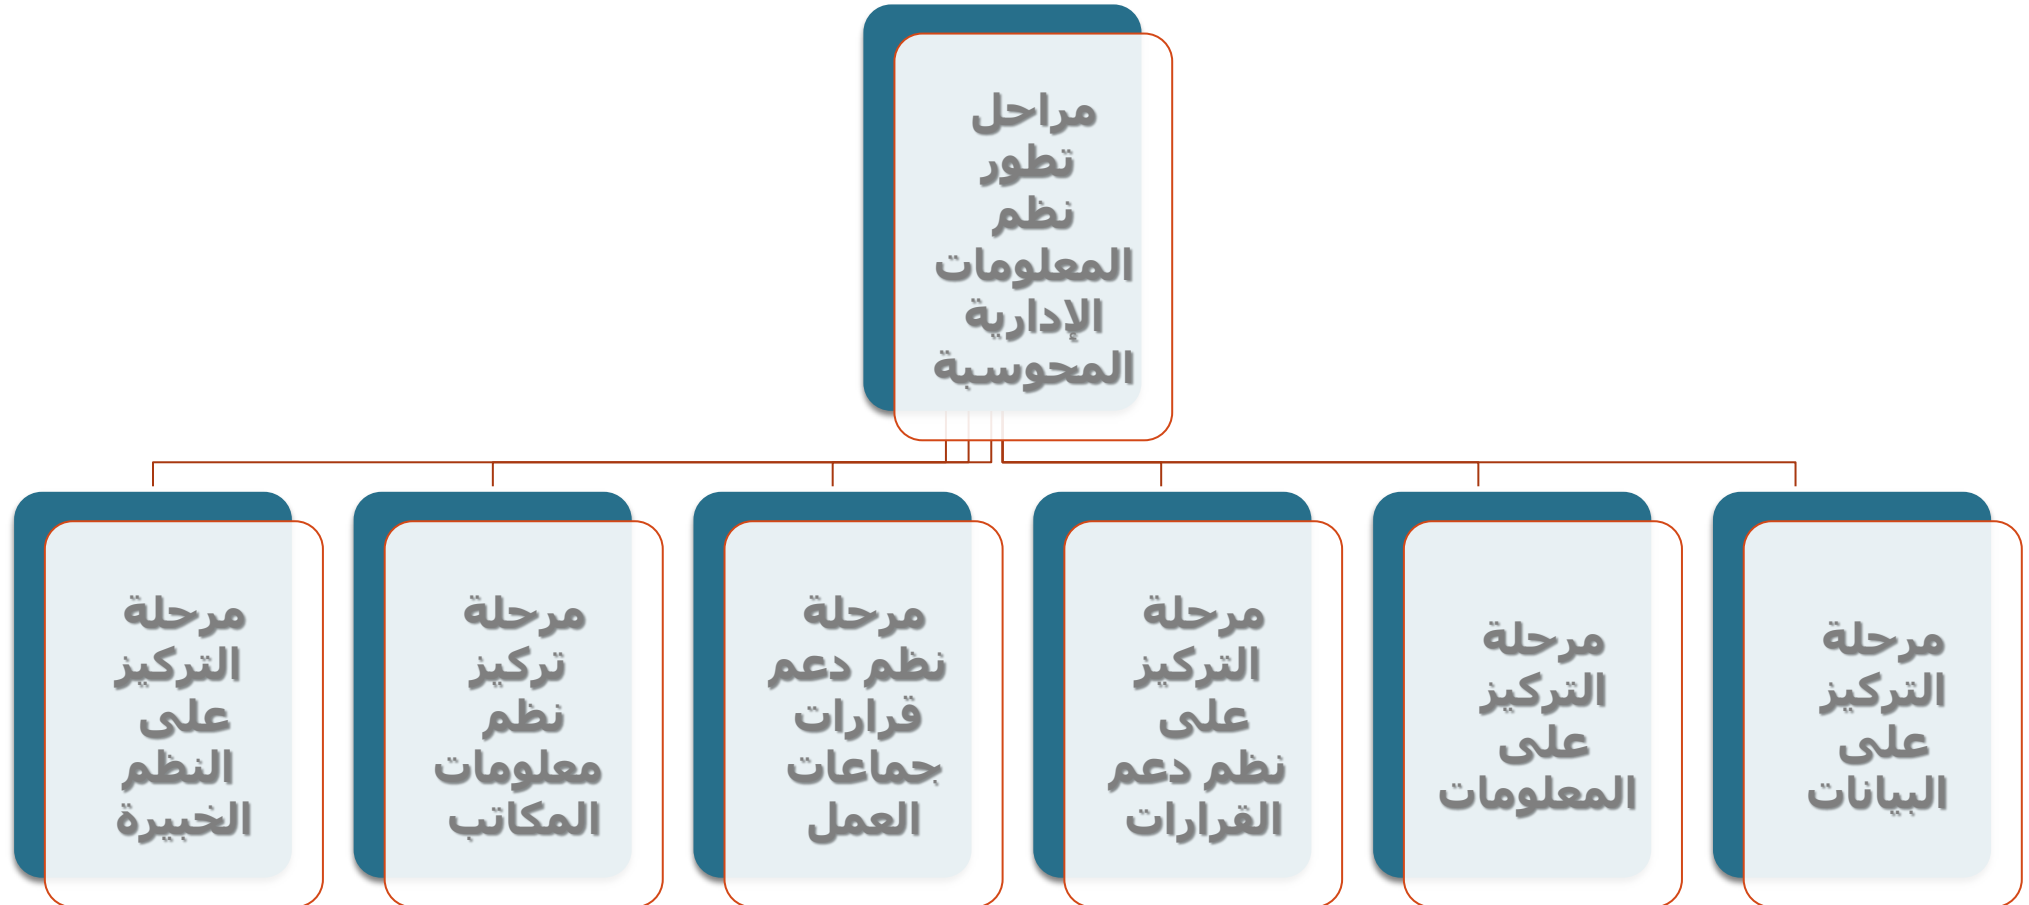 مراحل
تطور
نظم
المعلومات
الإدارية
المحوسبة
مرحلة
التركيز
على
البيانات
مرحلة
التركيز
على
المعلومات
مرحلة
التركيز
على
نظم دعم
القرارات
مرحلة
نظم دعم
قرارات
جماعات
العمل
مرحلة
تركيز
نظم
معلومات
المكاتب
مرحلة
التركيز
على
النظم
الخبيرة